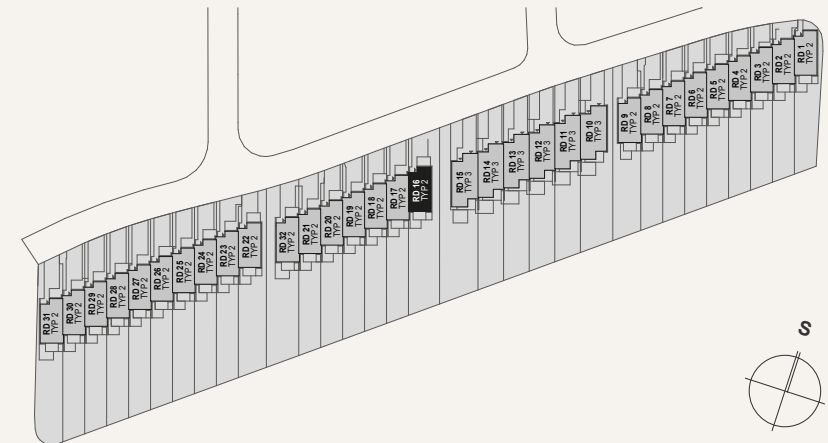 RD 1
TYP 2
RD 2
TYP 2
RD 3
TYP 2
RD 4
TYP 2
RD 5
TYP 2
RD 6
TYP 2
RD 7
TYP 2
RD 8
TYP 2
RD 9
TYP 2
RD 10
TYP 3
RD 11
TYP 3
RD 12
TYP 3
RD 13
TYP 3
RD 14
TYP 3
RD 15
TYP 3
RD 16
TYP 2
RD 17
TYP 2
RD 18
TYP 2
RD 19
TYP 2
RD 20
TYP 2
RD 21
TYP 2
RD 32
TYP 2
RD 22
TYP 2
RD 23
TYP 2
RD 24
TYP 2
RD 25
TYP 2
RD 26
TYP 2
RD 27
TYP 2
RD 28
TYP 2
RD 29
TYP 2
RD 30
TYP 2
RD 31
TYP 2
S